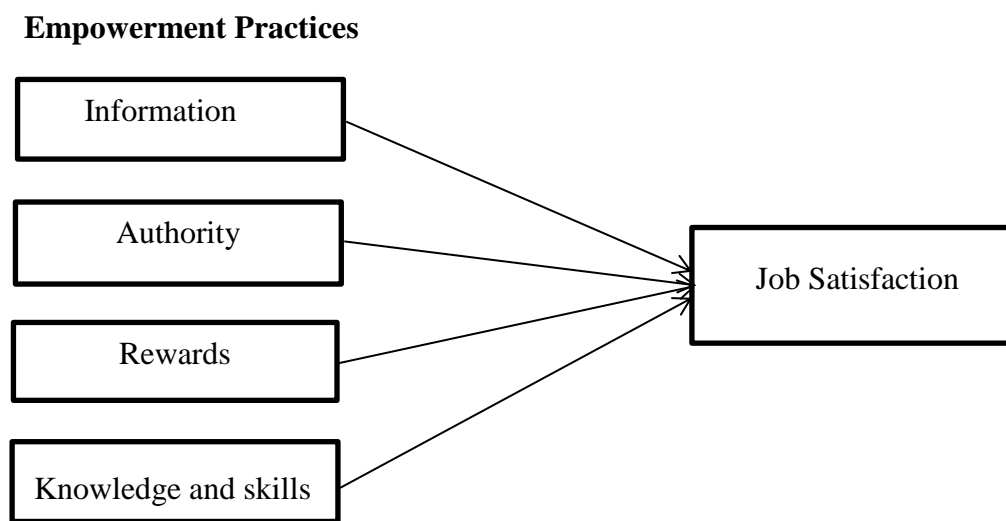 Empowerment Practices
Information
Authority
Job Satisfaction
Rewards
Knowledge and skills